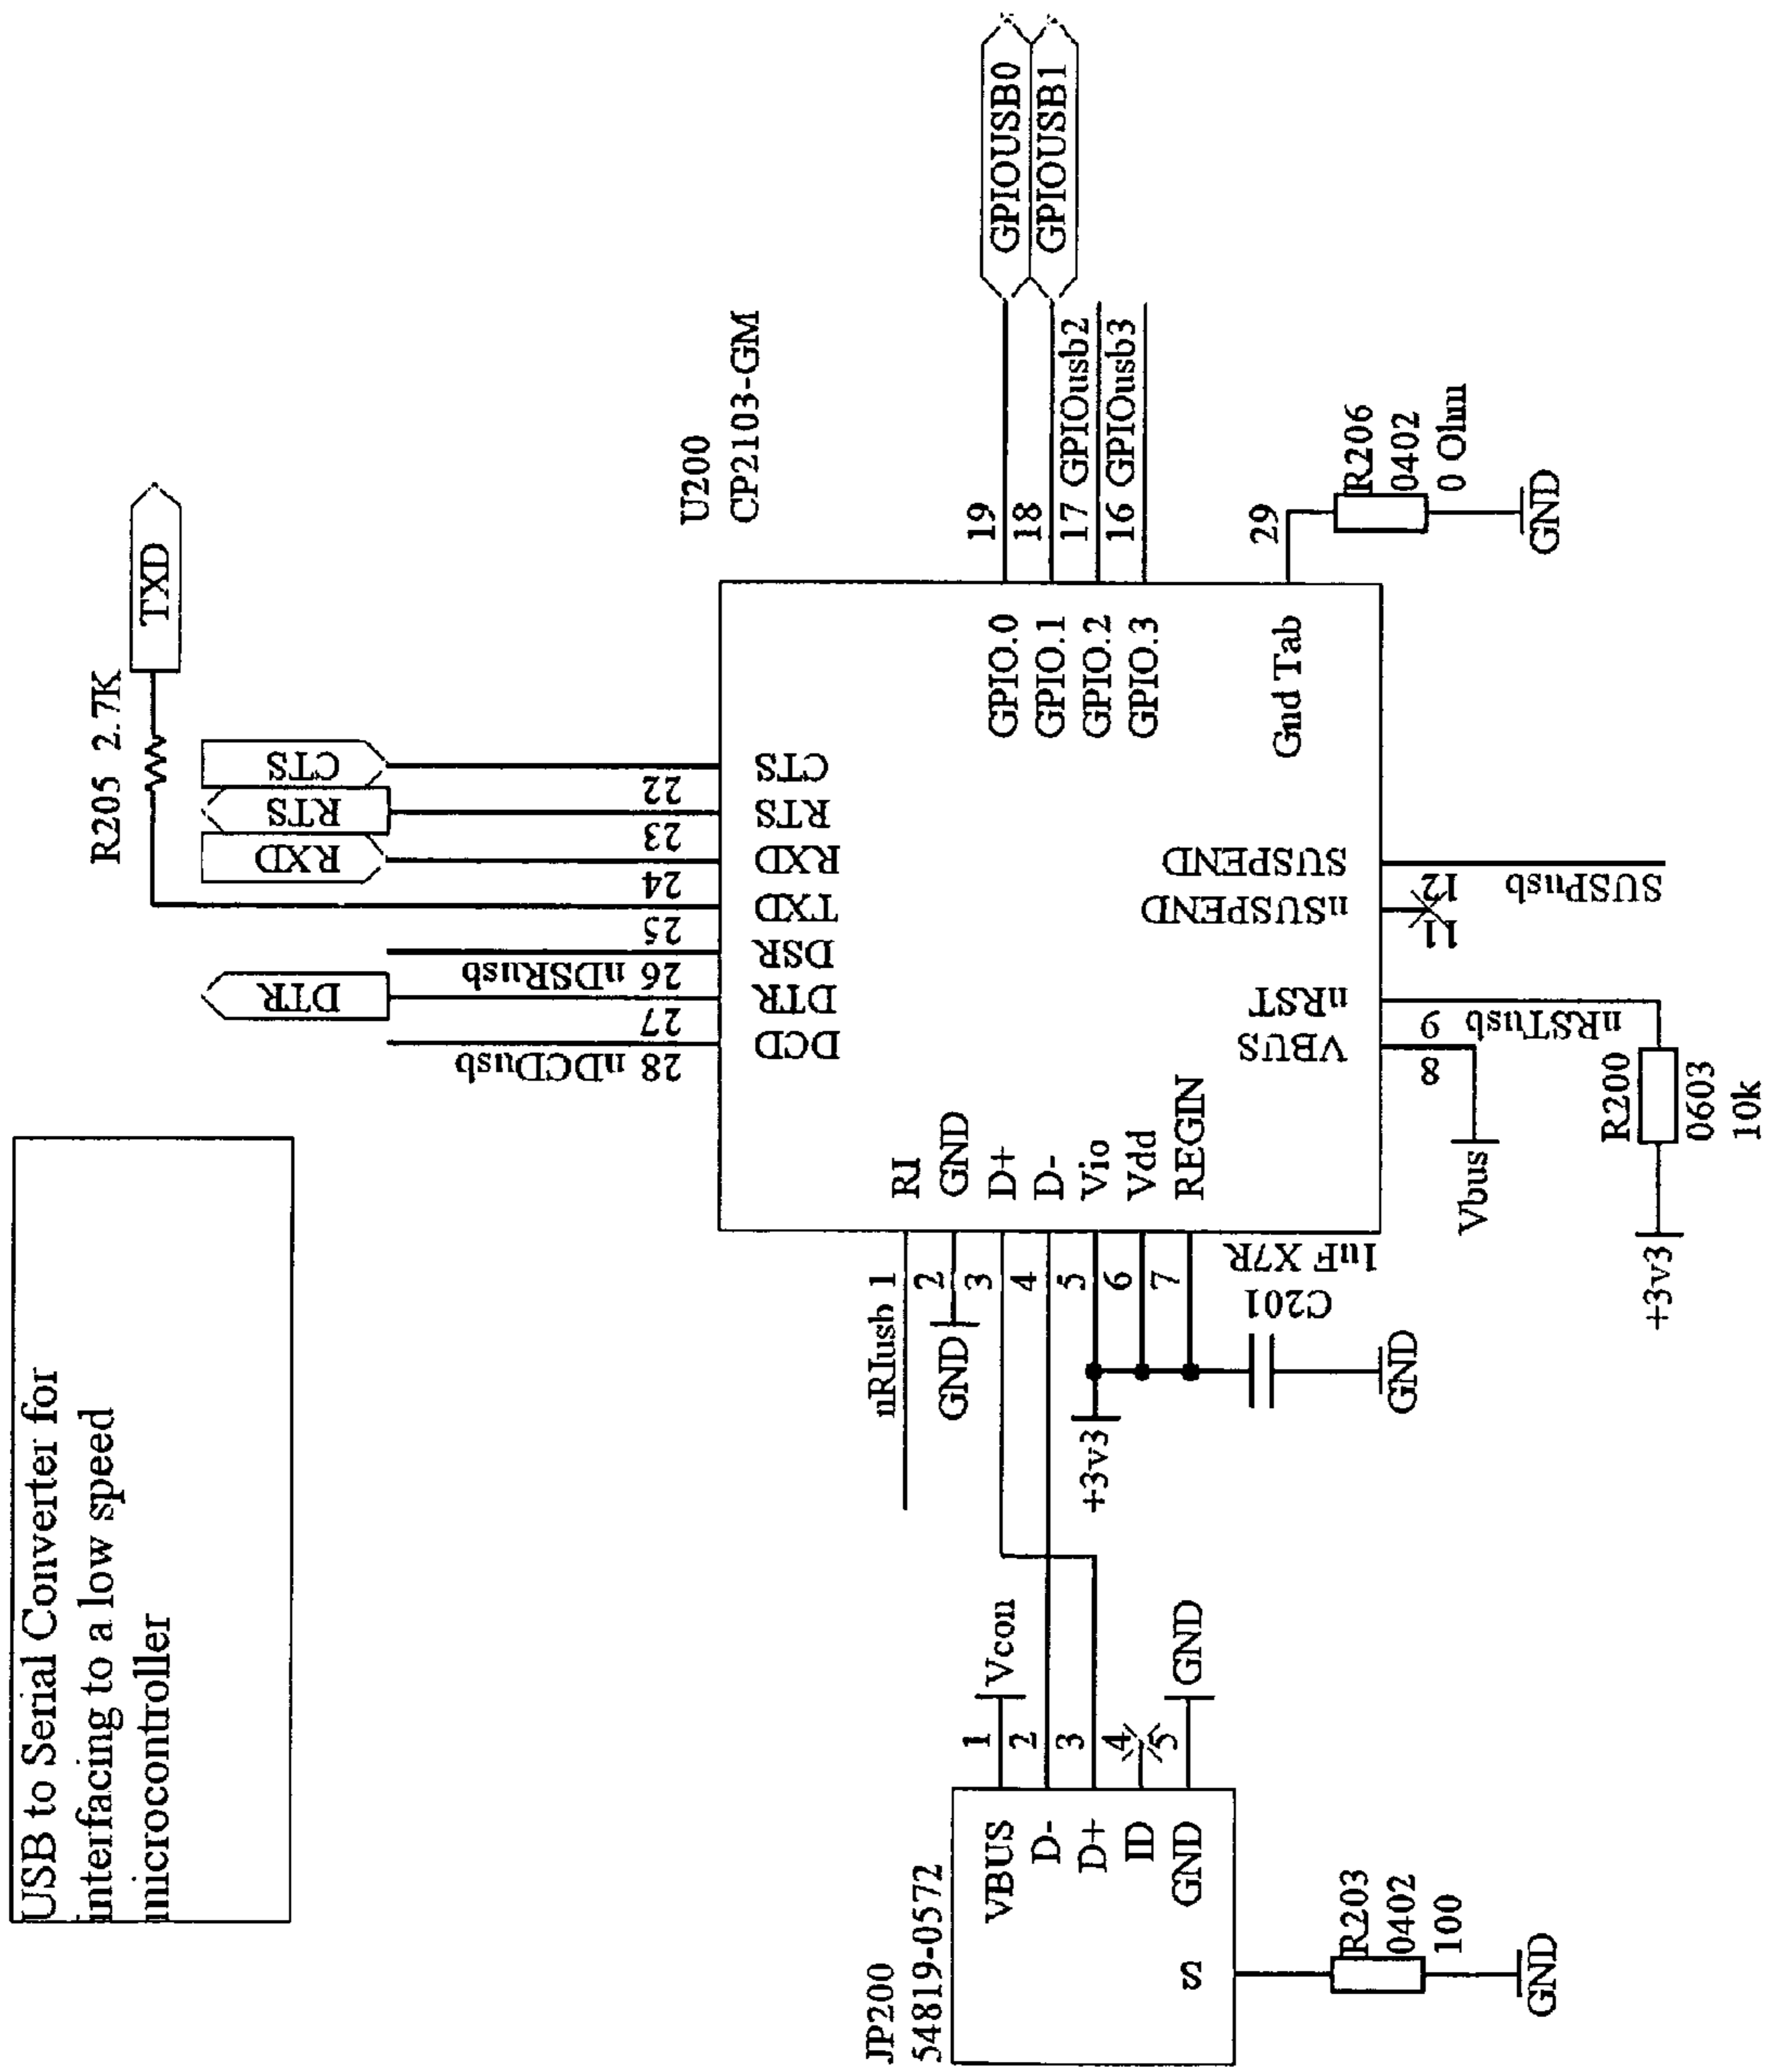 USB to Serial Converter for
interfacing to a low speed
microcontroller
R205 2.7K
TXD
CTS
RTS
RXD
DTR
22
23
24
25
26 nDSRusb
27
28 nDCDusb
CTS
RTS
RXD
TXD
DSR
DTR
DCD
U200
CP2103-GM
GPIOUSB0
GPIOUSB1
19
18
17 GPIOusb2
16 GPIOusb3
GPIO.0
GPIO.1
GPIO.2
GPIO.3
Gnd Tab
29
R206
0402
0 Ohm
GND
nRIusb 1
2
3
4
5
6
7
RI
GND
D+
D-
Vio
Vdd
REGIN
GND
+3v3
1uF X7R
C201
GND
SUSPEND
nSUSPEND
nRST
VBUS
12 SUSPusb
11
9 nRSTusb
8
Vbus
R200
0603
10k
+3v3
JP200
54819-0572
VBUS
D-
D+
ID
GND
S
1
2
3
4
5
Vcon
GND
R203
0402
100
GND